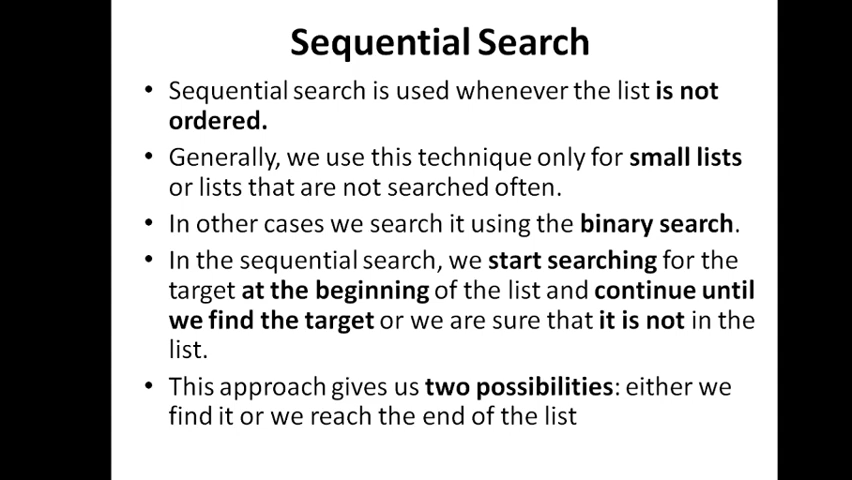 Sequential Search
• Sequential search is used whenever the list is not
ordered.
• Generally, we use this technique only for small lists
or lists that are not searched often.
• In other cases we search it using the binary search.
• In the sequential search, we start searching for the
target at the beginning of the list and continue until
we find the target or we are sure that it is not in the
list.
• This approach gives us two possibilities: either we
find it or we reach the end of the list